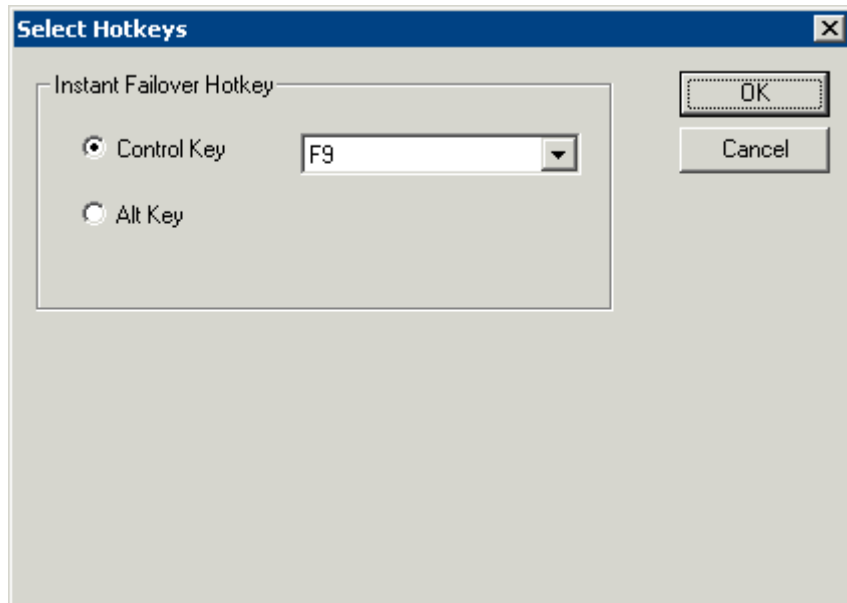 Select Hotkeys
Instant Failover Hotkey
OK
Control Key F9
Cancel
Alt Key